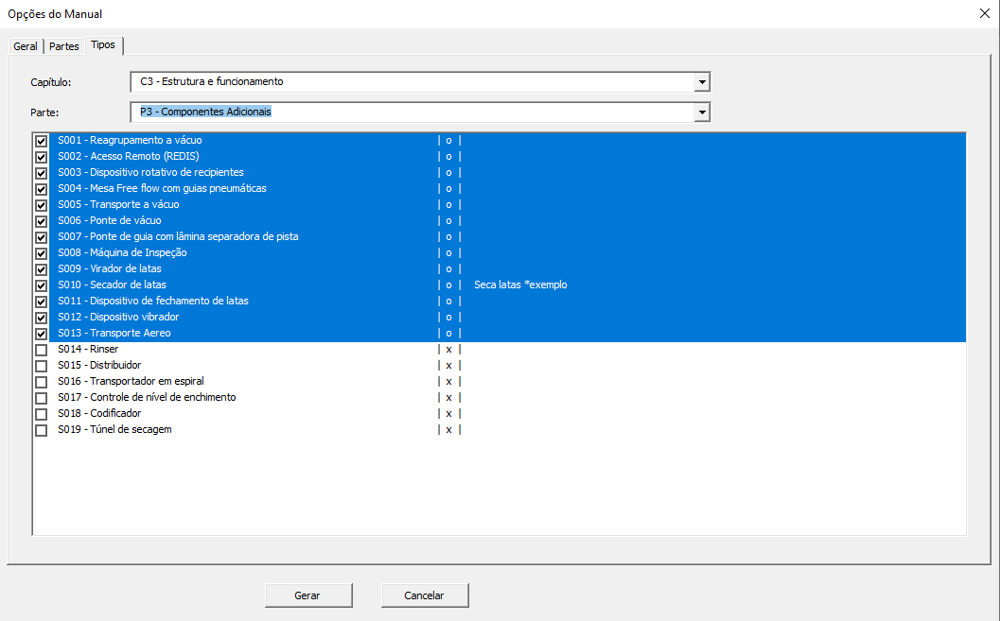 Opções do Manual
Geral Partes Tipos
Capítulo: C3 - Estrutura e funcionamento
Parte: P3 - Componentes Adicionais
S001 - Reagrupamento a vácuo | o |
S002 - Acesso Remoto (REDIS) | o |
S003 - Dispositivo rotativo de recipientes | o |
S004 - Mesa Free flow com guias pneumáticas | o |
S005 - Transporte a vácuo | o |
S006 - Ponte de vácuo | o |
S007 - Ponte de guia com lâmina separadora de pista | o |
S008 - Máquina de Inspeção | o |
S009 - Virador de latas | o |
S010 - Secador de latas | o | Seca latas *exemplo
S011 - Dispositivo de fechamento de latas | o |
S012 - Dispositivo vibrador | o |
S013 - Transporte Aereo | o |
S014 - Rinser | x |
S015 - Distribuidor | x |
S016 - Transportador em espiral | x |
S017 - Controle de nível de enchimento | x |
S018 - Codificador | x |
S019 - Túnel de secagem | x |
Gerar Cancelar